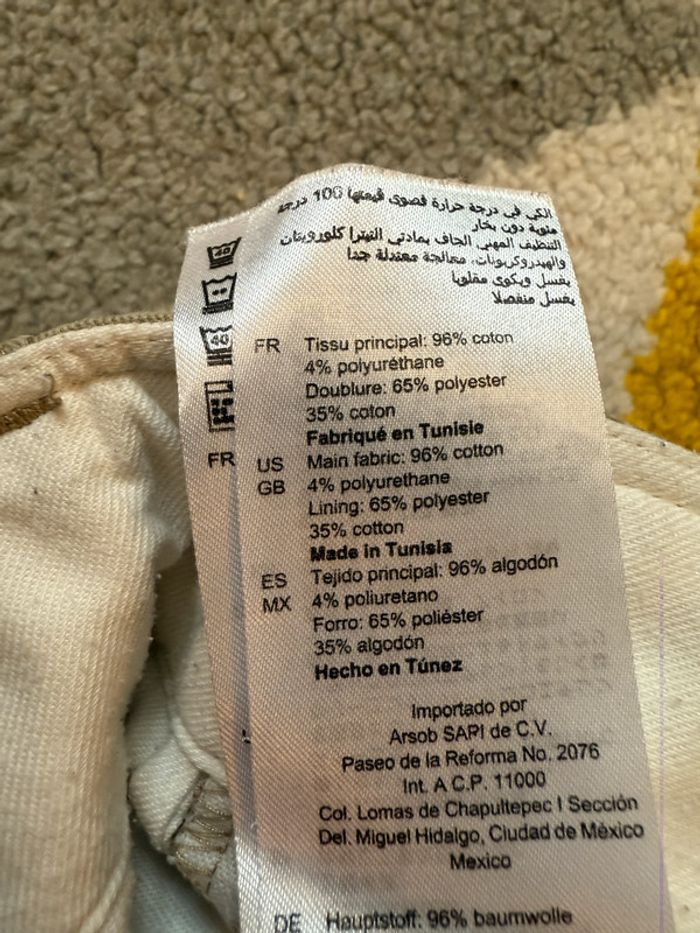 الكي في درجة حرارة قصوى قيمتها 100 درجة
مئوية دون بخار
التنظيف المهني الجاف بمادتي التيترا كلورويتان
والهيدروكربونات، معالجة معتدلة جدا
يغسل ويكوى مقلوبا
يغسل منفصلا
40
40
FR Tissu principal: 96% coton
4% polyuréthane
Doublure: 65% polyester
35% coton
Fabriqué en Tunisie
FR
US Main fabric: 96% cotton
GB 4% polyurethane
Lining: 65% polyester
35% cotton
Made in Tunisia
ES Tejido principal: 96% algodón
MX 4% poliuretano
Forro: 65% poliéster
35% algodón
Hecho en Túnez
Importado por
Arsob SAPI de C.V.
Paseo de la Reforma No. 2076
Int. A C.P. 11000
Col. Lomas de Chapultepec I Sección
Del. Miguel Hidalgo, Ciudad de México
Mexico
DE Hauptstoff: 96% baumwolle